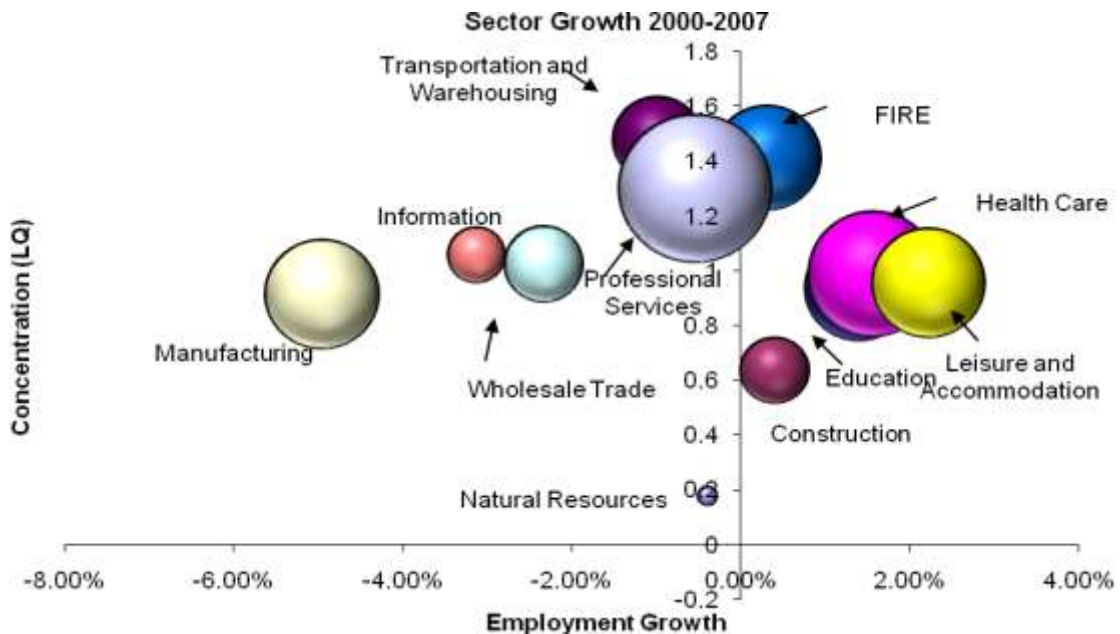 Sector Growth 2000-2007
1.8
Transportation and
Warehousing
1.6
FIRE
1.4
Health Care
1.2
Information
Concentration (LQ)
1
Professional
Services
0.8
Manufacturing
Leisure and
Accommodation
Education
Wholesale Trade
0.6
Construction
0.4
Natural Resources
0.2
0
-8.00%
-6.00%
-4.00%
-2.00%
0.00%
2.00%
4.00%
-0.2
Employment Growth